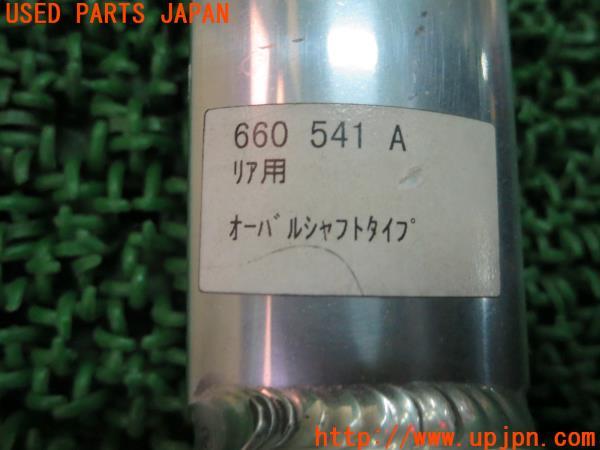 USED PARTS JAPAN
660 541 A
ﾘｱ用
ｵｰﾊﾞﾙｼｬﾌﾄﾀｲﾌﾟ
http://www.upjpn.com/